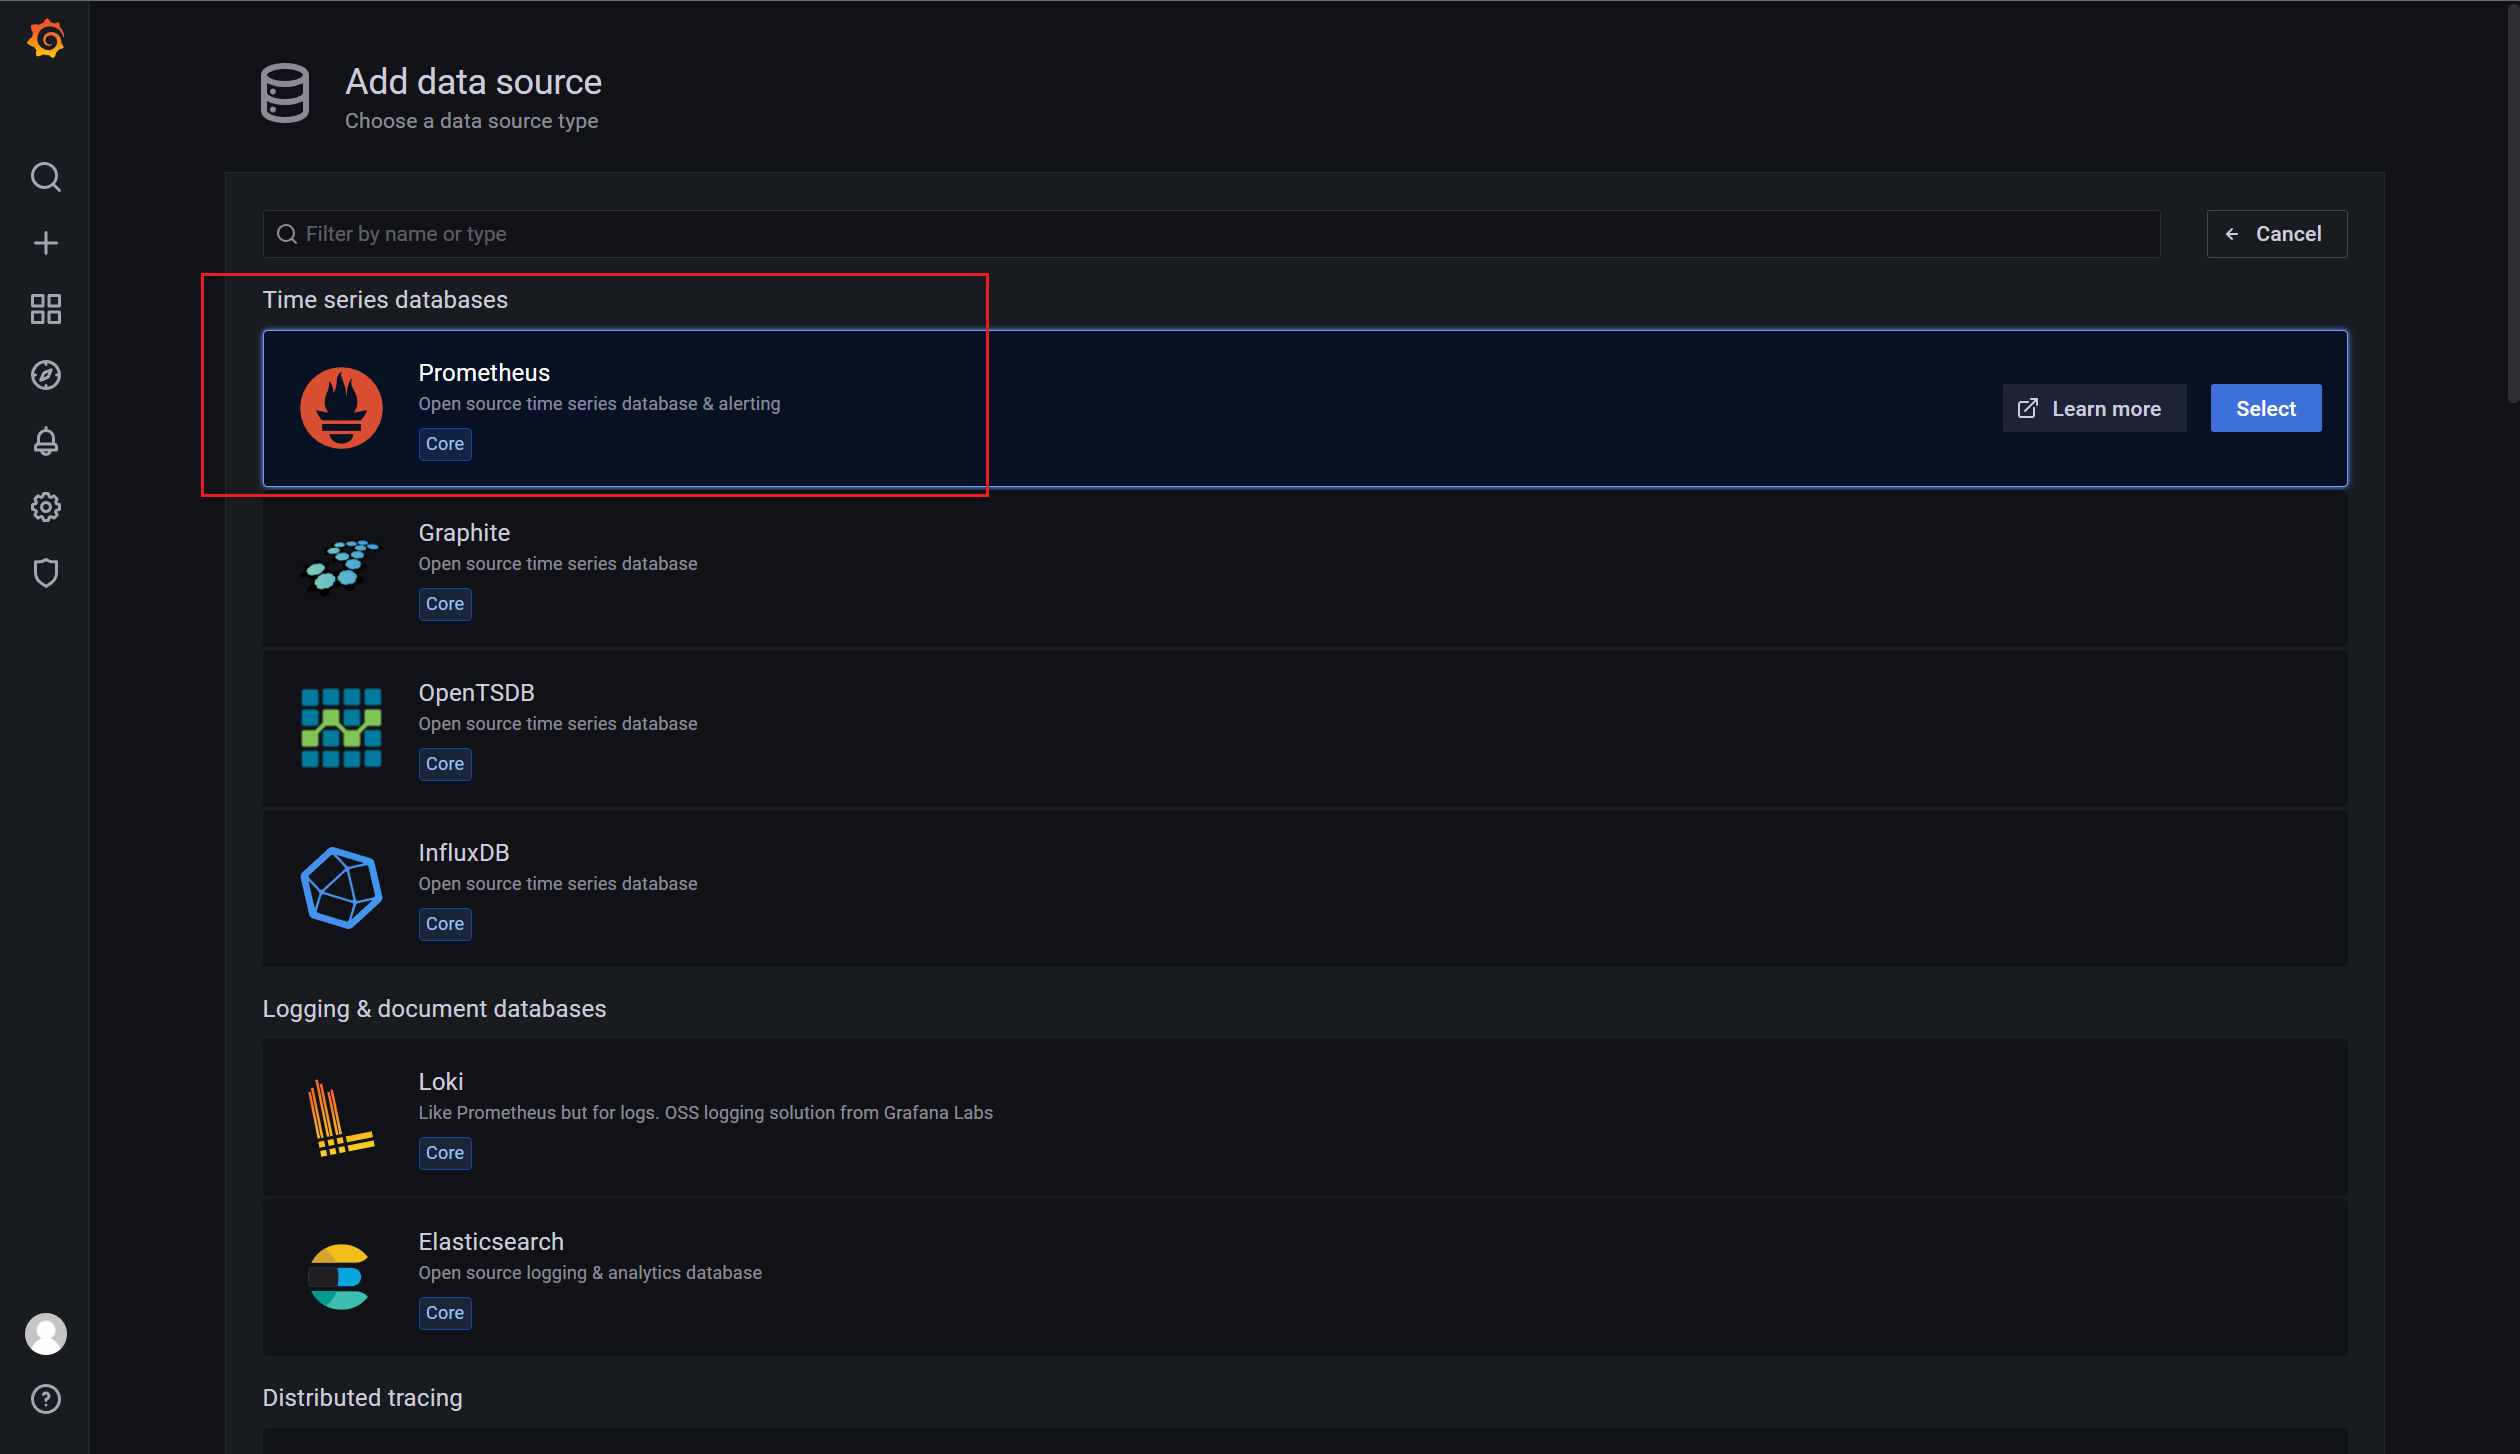 Add data source
Choose a data source type
Filter by name or type
Cancel
Time series databases
Prometheus
Open source time series database & alerting
Core
Learn more
Select
Graphite
Open source time series database
Core
OpenTSDB
Open source time series database
Core
InfluxDB
Open source time series database
Core
Logging & document databases
Loki
Like Prometheus but for logs. OSS logging solution from Grafana Labs
Core
Elasticsearch
Open source logging & analytics database
Core
Distributed tracing